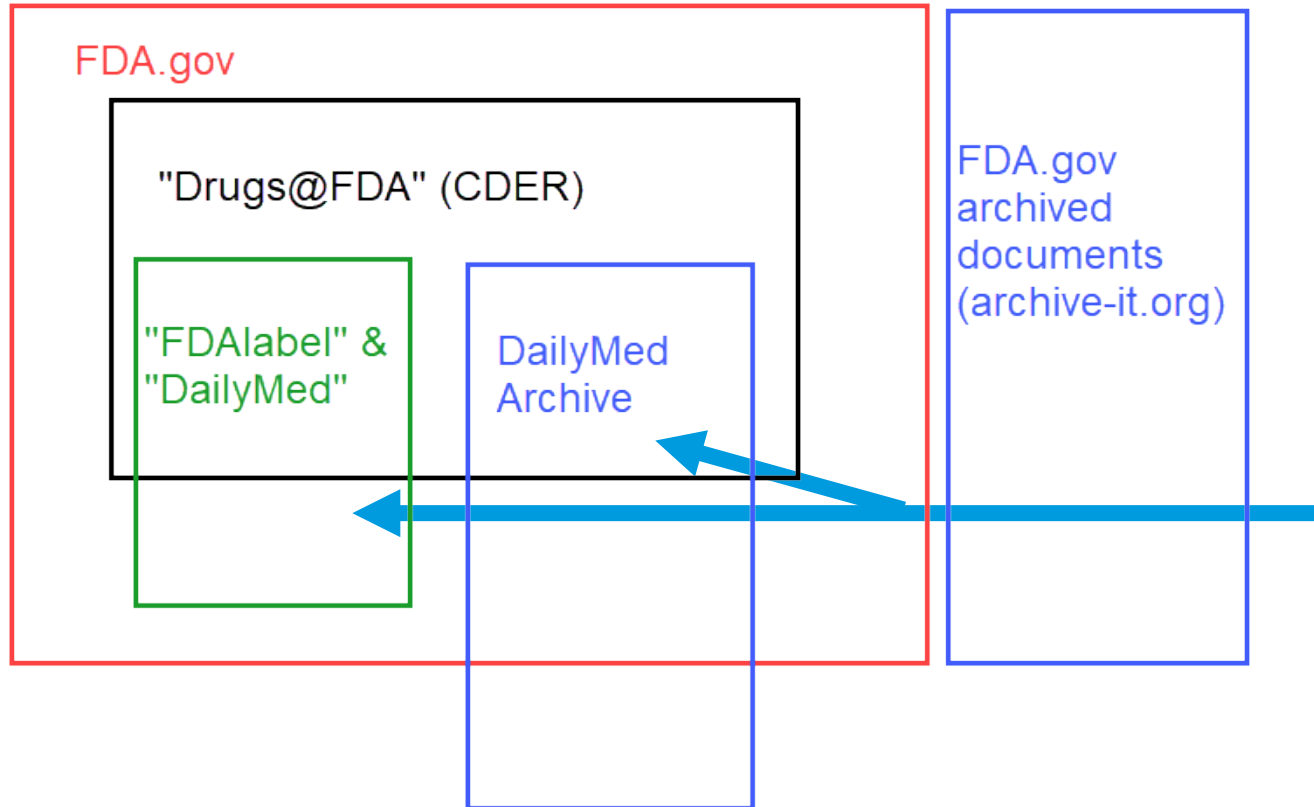 FDA.gov
"Drugs@FDA" (CDER)
"FDAlabel" &
"DailyMed"
DailyMed
Archive
FDA.gov
archived
documents
(archive-it.org)